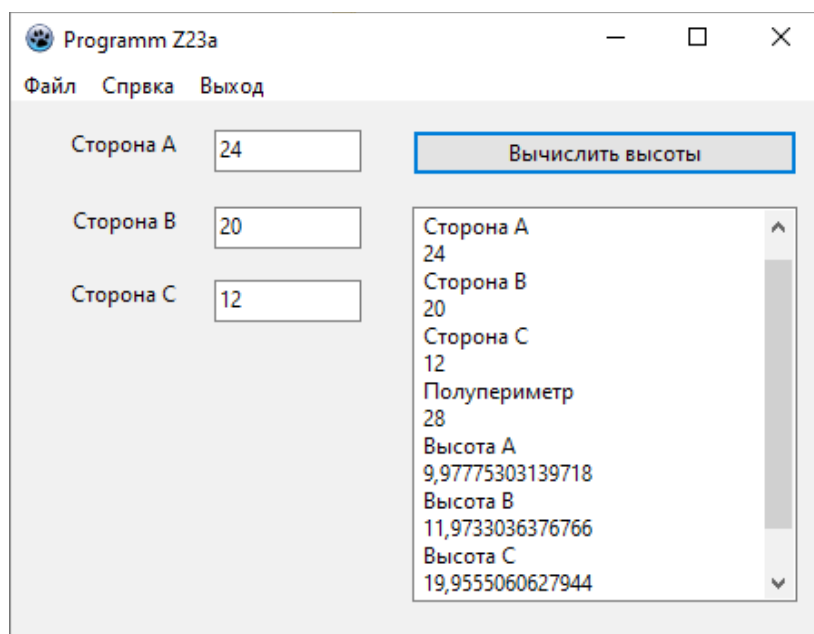 Programm Z23a
Файл Спрвка Выход
Сторона А 24
Сторона В 20
Сторона С 12
Вычислить высоты
Сторона А
24
Сторона В
20
Сторона С
12
Полупериметр
28
Высота А
9,97775303139718
Высота В
11,9733036376766
Высота С
19,9555060627944